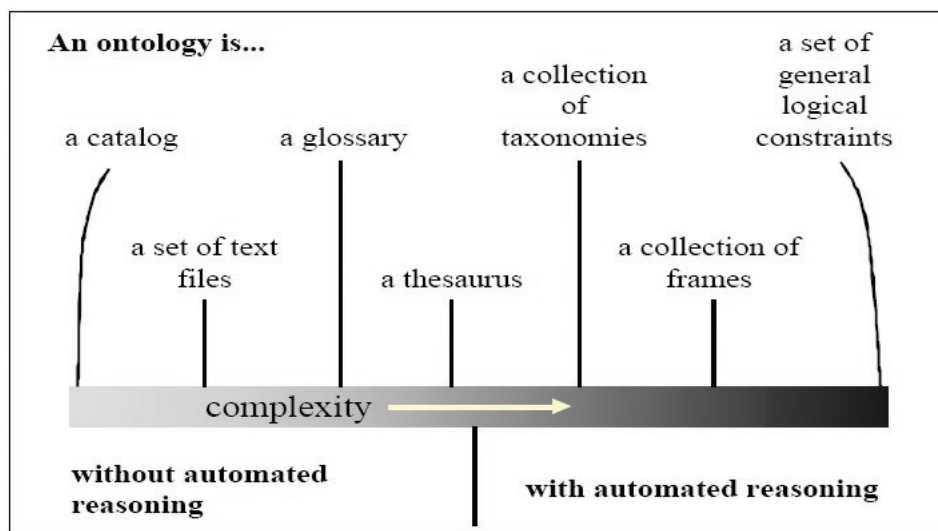 An ontology is...
a catalog
a glossary
a collection
of
taxonomies
a set of
general
logical
constraints
a set of text
files
a thesaurus
a collection of
frames
complexity
without automated
reasoning
with automated reasoning